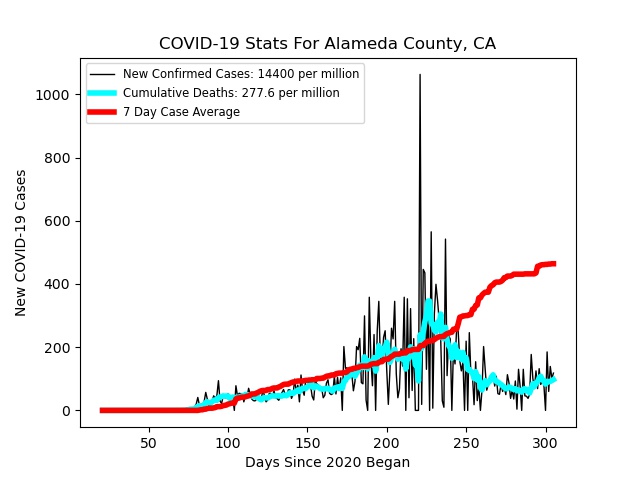 COVID-19 Stats For Alameda County, CA
New Confirmed Cases: 14400 per million
Cumulative Deaths: 277.6 per million
7 Day Case Average
New COVID-19 Cases
1000
800
600
400
200
0
50
100
150
200
250
300
Days Since 2020 Began